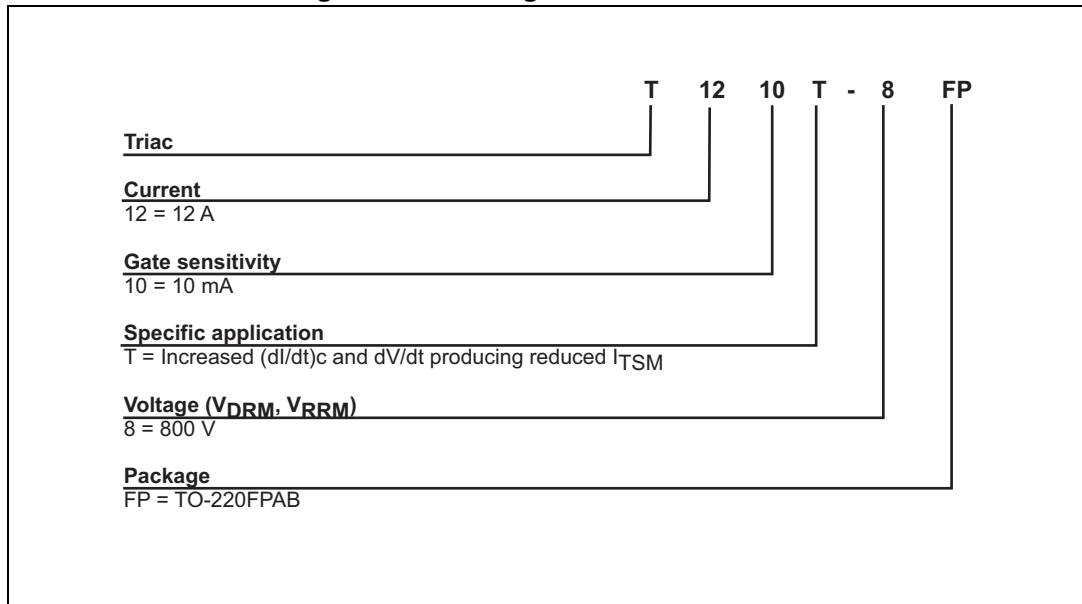 T 12 10 T - 8 FP
Triac
Current
12 = 12 A
Gate sensitivity
10 = 10 mA
Specific application
T = Increased (dI/dt)c and dV/dt producing reduced ITSM
Voltage (VDRM, VRRM)
8 = 800 V
Package
FP = TO-220FPAB